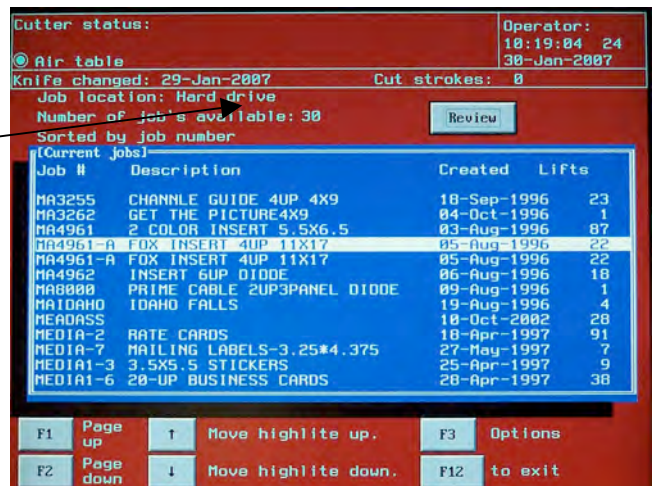 Cutter status:
Operator:
10:19:04 24
Air table
30-Jan-2007
Knife changed: 29-Jan-2007 Cut strokes: 0
Job location: Hard drive
Number of job's available: 30
Review
Sorted by job number
[Current jobs]
Job # Description Created Lifts
MA3255 CHANNLE GUIDE 4UP 4X9 18-Sep-1996 23
MA3262 GET THE PICTURE4X9 04-Oct-1996 1
MA4961 2 COLOR INSERT 5.5X6.5 03-Aug-1996 87
MA4961-A FOX INSERT 4UP 11X17 05-Aug-1996 22
MA4961-A FOX INSERT 4UP 11X17 05-Aug-1996 22
MA4962 INSERT 6UP DIODE 06-Aug-1996 18
MA8000 PRIME CABLE 2UP3PANEL DIODE 09-Aug-1996 1
MAIDAHO IDAHO FALLS 19-Aug-1996 4
MEADASS 10-Oct-2002 28
MEDIA-2 RATE CARDS 18-Apr-1997 91
MEDIA-7 MAILING LABELS-3.25*4.375 27-May-1997 7
MEDIA1-3 3.5X5.5 STICKERS 25-Apr-1997 9
MEDIA1-6 20-UP BUSINESS CARDS 28-Apr-1997 38
F1 Page up ↑ Move highlite up. F3 Options
F2 Page down ↓ Move highlite down. F12 to exit